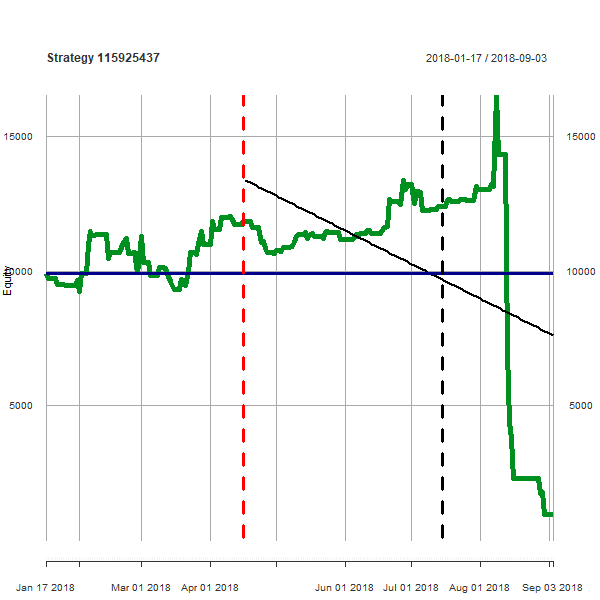 Strategy 115925437
2018-01-17 / 2018-09-03
15000 15000
10000 10000
Equity
5000 5000
Jan 17 2018 Mar 01 2018 Apr 01 2018 Jun 01 2018 Jul 01 2018 Aug 01 2018 Sep 03 2018